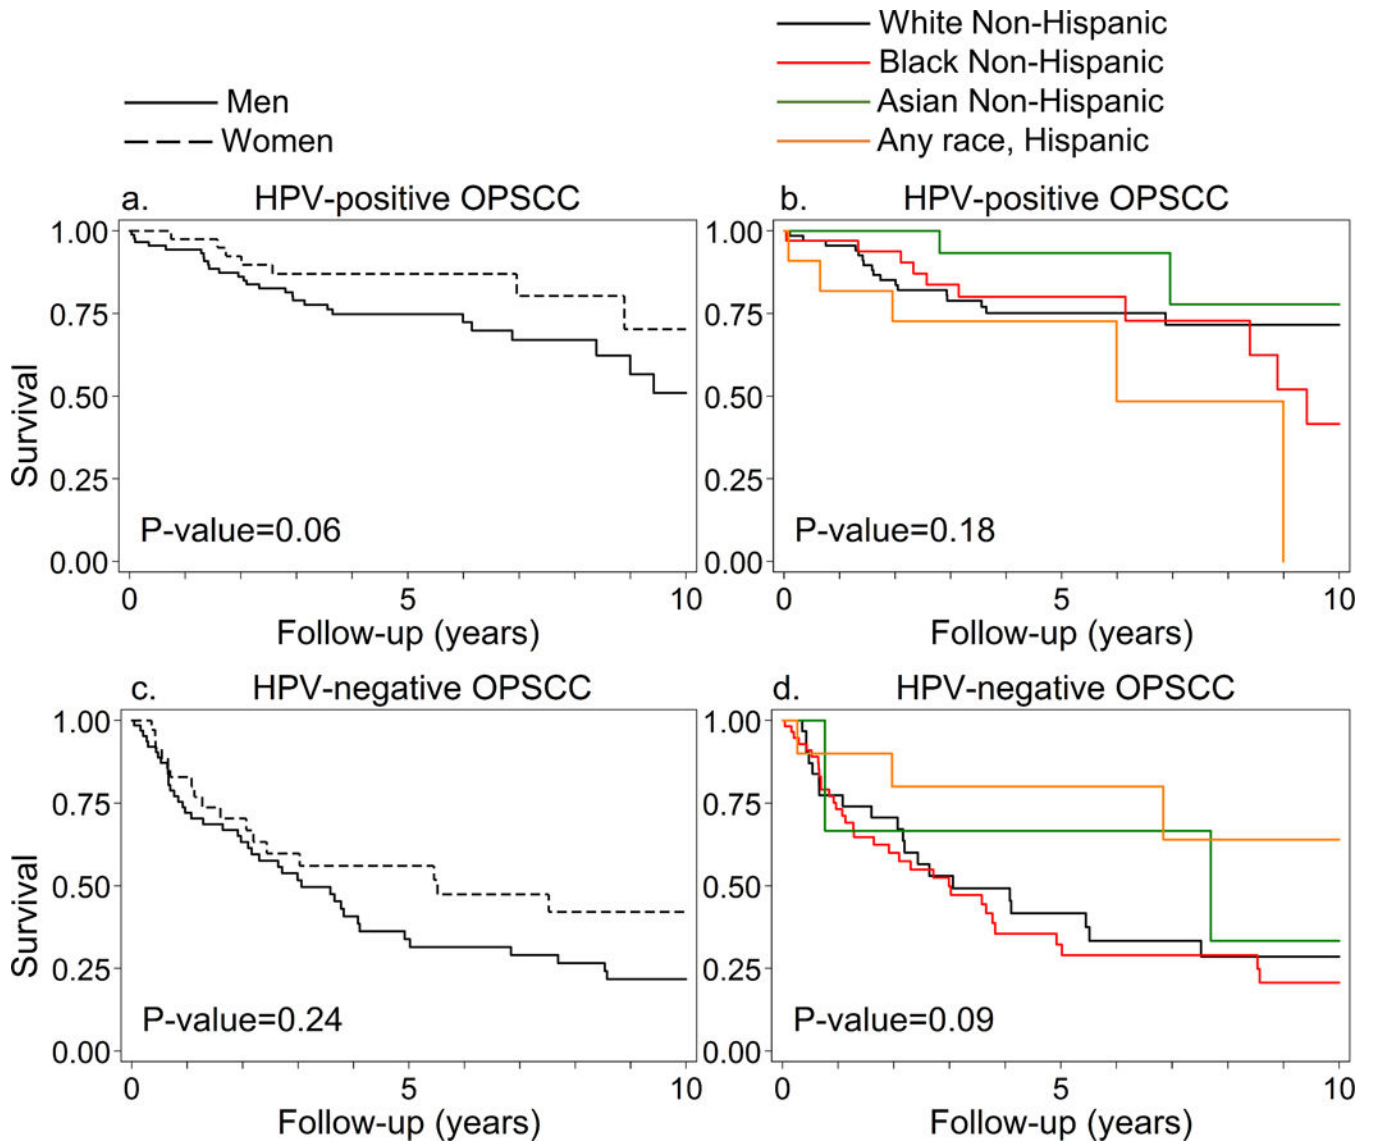 Men
Women
White Non-Hispanic
Black Non-Hispanic
Asian Non-Hispanic
Any race, Hispanic
a. HPV-positive OPSCC
1.00
0.75
0.50
0.25
0.00
Survival
P-value=0.06
0 5 10
Follow-up (years)
b. HPV-positive OPSCC
1.00
0.75
0.50
0.25
0.00
P-value=0.18
0 5 10
Follow-up (years)
c. HPV-negative OPSCC
1.00
0.75
0.50
0.25
0.00
Survival
P-value=0.24
0 5 10
Follow-up (years)
d. HPV-negative OPSCC
1.00
0.75
0.50
0.25
0.00
P-value=0.09
0 5 10
Follow-up (years)